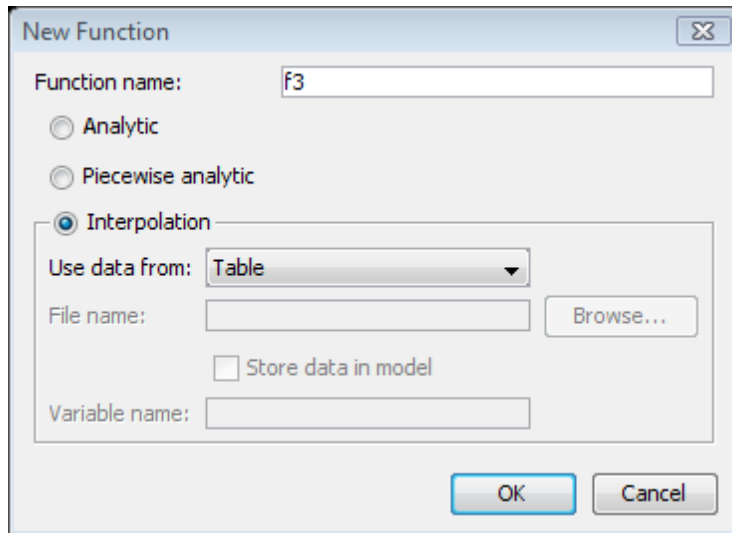 New Function
Function name: f3
Analytic
Piecewise analytic
Interpolation
Use data from: Table
File name: Browse...
Store data in model
Variable name:
OK Cancel